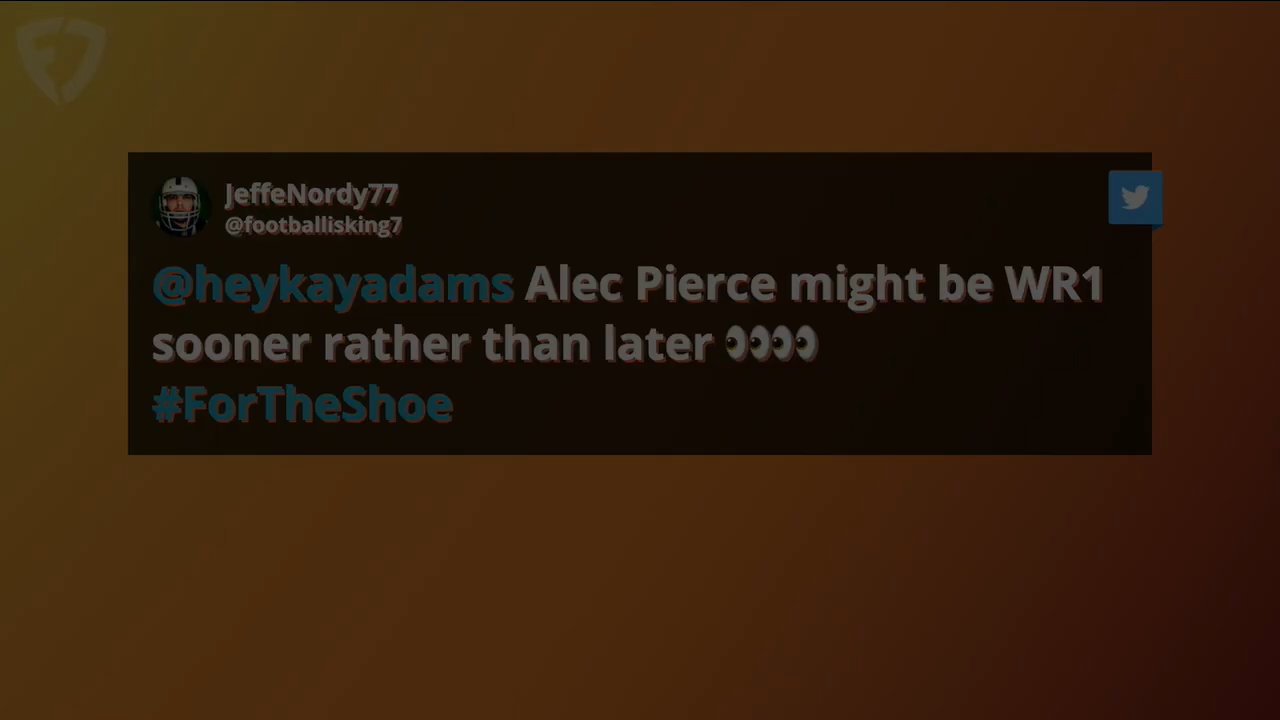 JeffeNordy77
@footballisking7
@heykayadams Alec Pierce might be WR1
sooner rather than later 👀👀
#ForTheShoe